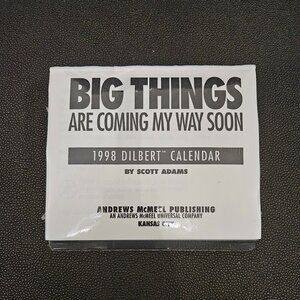 BIG THINGS
ARE COMING MY WAY SOON
1998 DILBERT™ CALENDAR
BY SCOTT ADAMS
ANDREWS McMEEL PUBLISHING
AN ANDREWS McMEEL UNIVERSAL COMPANY
KANSAS CITY